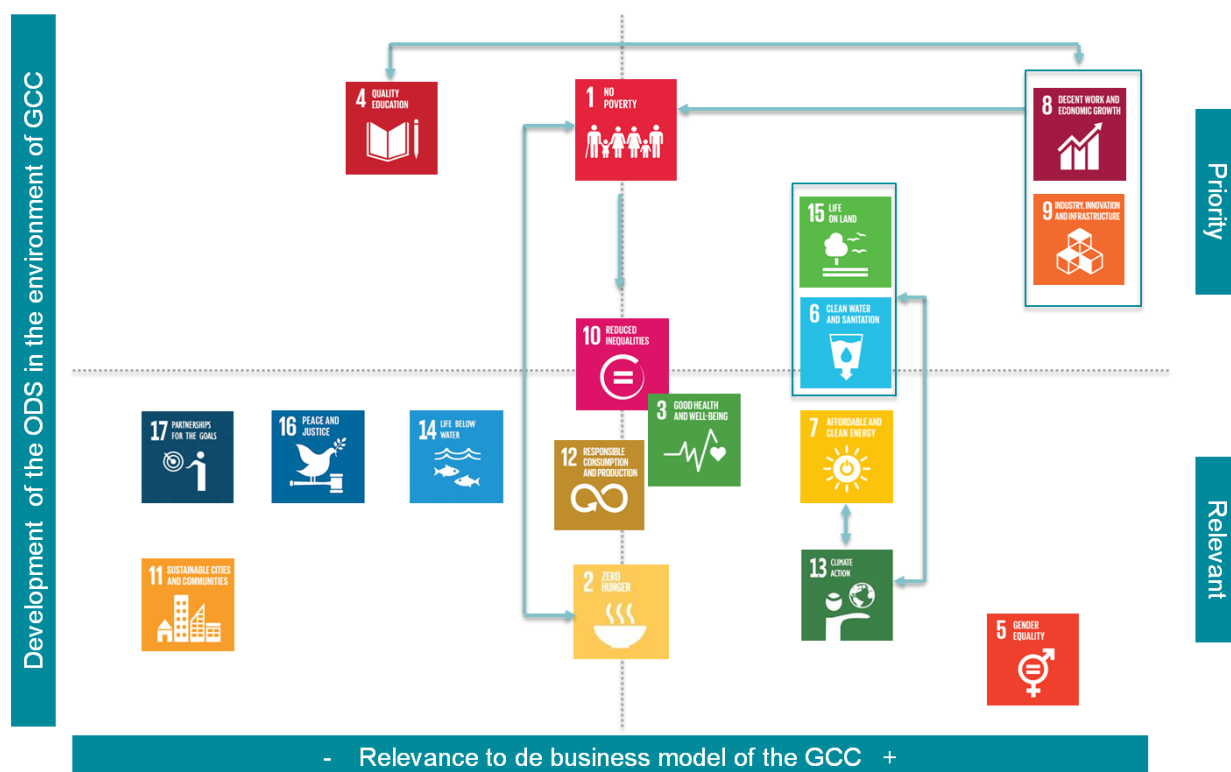 Development of the ODS in the environment of GCC
4 QUALITY
EDUCATION
1 NO
POVERTY
8 DECENT WORK AND
ECONOMIC GROWTH
Priority
15 LIFE
ON LAND
9 INDUSTRY, INNOVATION
AND INFRASTRUCTURE
6 CLEAN WATER
AND SANITATION
10 REDUCED
INEQUALITIES
3 GOOD HEALTH
AND WELL-BEING
17 PARTNERSHIPS
FOR THE GOALS
16 PEACE AND
JUSTICE
14 LIFE BELOW
WATER
7 AFFORDABLE AND
CLEAN ENERGY
12 RESPONSIBLE
CONSUMPTION
AND PRODUCTION
Relevant
11 SUSTAINABLE CITIES
AND COMMUNITIES
2 ZERO
HUNGER
13 CLIMATE
ACTION
5 GENDER
EQUALITY
- Relevance to de business model of the GCC +